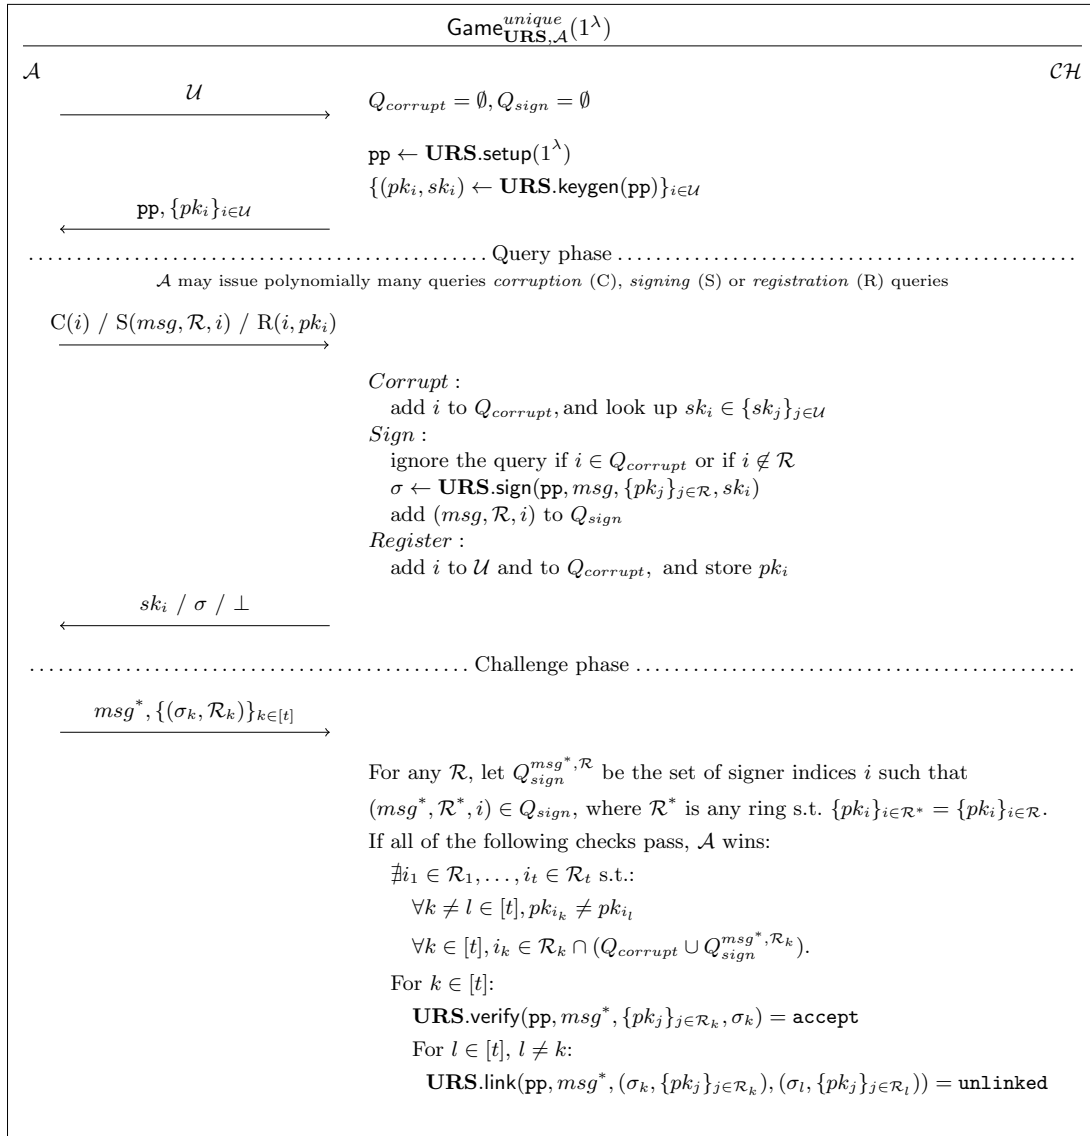 Game^{unique}_{URS,𝒜}(1^λ)
𝒜 𝒞ℋ
𝒰
Q_{corrupt} = ∅, Q_{sign} = ∅
pp ← URS.setup(1^λ)
{(pk_i, sk_i) ← URS.keygen(pp)}_{i∈𝒰}
pp, {pk_i}_{i∈𝒰}
Query phase
𝒜 may issue polynomially many queries corruption (C), signing (S) or registration (R) queries
C(i) / S(msg, ℛ, i) / R(i, pk_i)
Corrupt :
add i to Q_{corrupt}, and look up sk_i ∈ {sk_j}_{j∈𝒰}
Sign :
ignore the query if i ∈ Q_{corrupt} or if i ∉ ℛ
σ ← URS.sign(pp, msg, {pk_j}_{j∈ℛ}, sk_i)
add (msg, ℛ, i) to Q_{sign}
Register :
add i to 𝒰 and to Q_{corrupt}, and store pk_i
sk_i / σ / ⊥
Challenge phase
msg^*, {(σ_k, ℛ_k)}_{k∈[t]}
For any ℛ, let Q_{sign}^{msg^*,ℛ} be the set of signer indices i such that
(msg^*, ℛ^*, i) ∈ Q_{sign}, where ℛ^* is any ring s.t. {pk_i}_{i∈ℛ^*} = {pk_i}_{i∈ℛ}.
If all of the following checks pass, 𝒜 wins:
∄i_1 ∈ ℛ_1, . . . , i_t ∈ ℛ_t s.t.:
∀k ≠ l ∈ [t], pk_{i_k} ≠ pk_{i_l}
∀k ∈ [t], i_k ∈ ℛ_k ∩ (Q_{corrupt} ∪ Q_{sign}^{msg^*,ℛ_k}).
For k ∈ [t]:
URS.verify(pp, msg^*, {pk_j}_{j∈ℛ_k}, σ_k) = accept
For l ∈ [t], l ≠ k:
URS.link(pp, msg^*, (σ_k, {pk_j}_{j∈ℛ_k}), (σ_l, {pk_j}_{j∈ℛ_l})) = unlinked